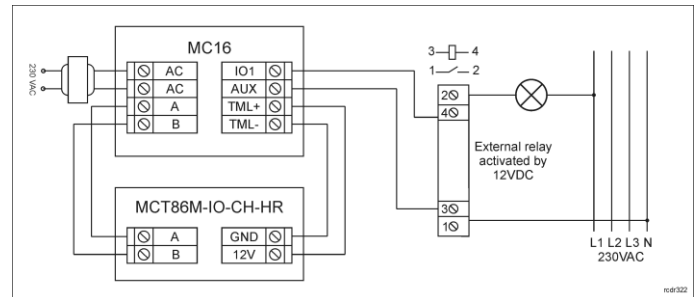 MC16
230 VAC
AC
AC
A
B
IO1
AUX
TML+
TML-
MCT86M-IO-CH-HR
A
B
GND
12V
3 4
1 2
2
4
External relay
activated by
12VDC
3
1
L1 L2 L3 N
230VAC
rcdr322